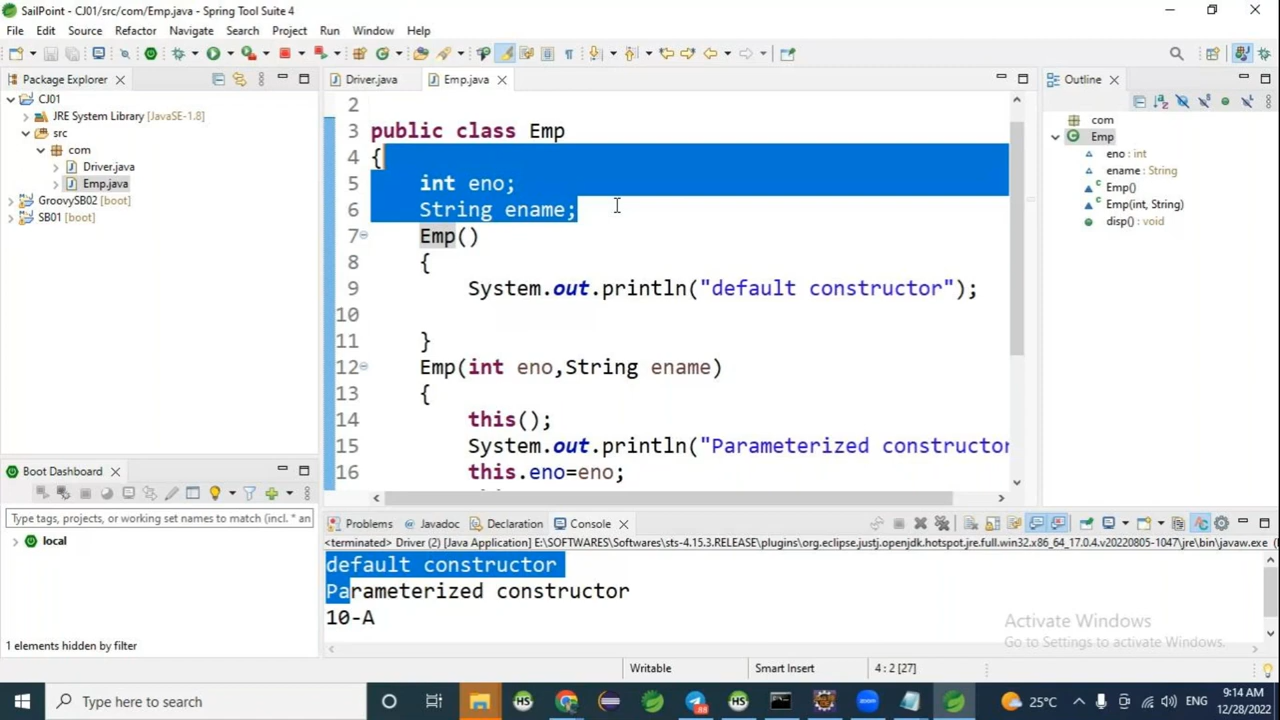 SailPoint - CJ01/src/com/Emp.java - Spring Tool Suite 4
File Edit Source Refactor Navigate Search Project Run Window Help
Package Explorer
CJ01
JRE System Library [JavaSE-1.8]
src
com
Driver.java
Emp.java
GroovySB02 [boot]
SB01 [boot]
Boot Dashboard
Type tags, projects, or working set names to match (incl. * an
local
1 elements hidden by filter
Driver.java Emp.java
2
3 public class Emp
4 {
5 int eno;
6 String ename;
7 Emp()
8 {
9 System.out.println("default constructor");
10
11 }
12 Emp(int eno,String ename)
13 {
14 this();
15 System.out.println("Parameterized constructor
16 this.eno=eno;
Outline
com
Emp
eno : int
ename : String
Emp()
Emp(int, String)
disp() : void
Problems Javadoc Declaration Console
<terminated> Driver (2) [Java Application] E:\SOFTWARES\Softwares\sts-4.15.3.RELEASE\plugins\org.eclipse.justj.openjdk.hotspot.jre.full.win32.x86_64_17.0.4.v20220805-1047\jre\bin\javaw.exe
default constructor
Parameterized constructor
10-A
Activate Windows
Go to Settings to activate Windows.
Writable Smart Insert 4 : 2 [27]
Type here to search
HS
HS
25°C
ENG
9:14 AM
12/28/2022